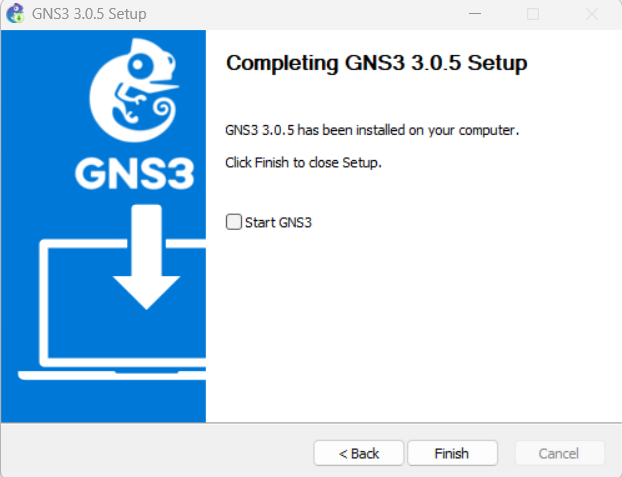 GNS3 3.0.5 Setup
Completing GNS3 3.0.5 Setup
GNS3 3.0.5 has been installed on your computer.
Click Finish to close Setup.
GNS3
Start GNS3
< Back
Finish
Cancel